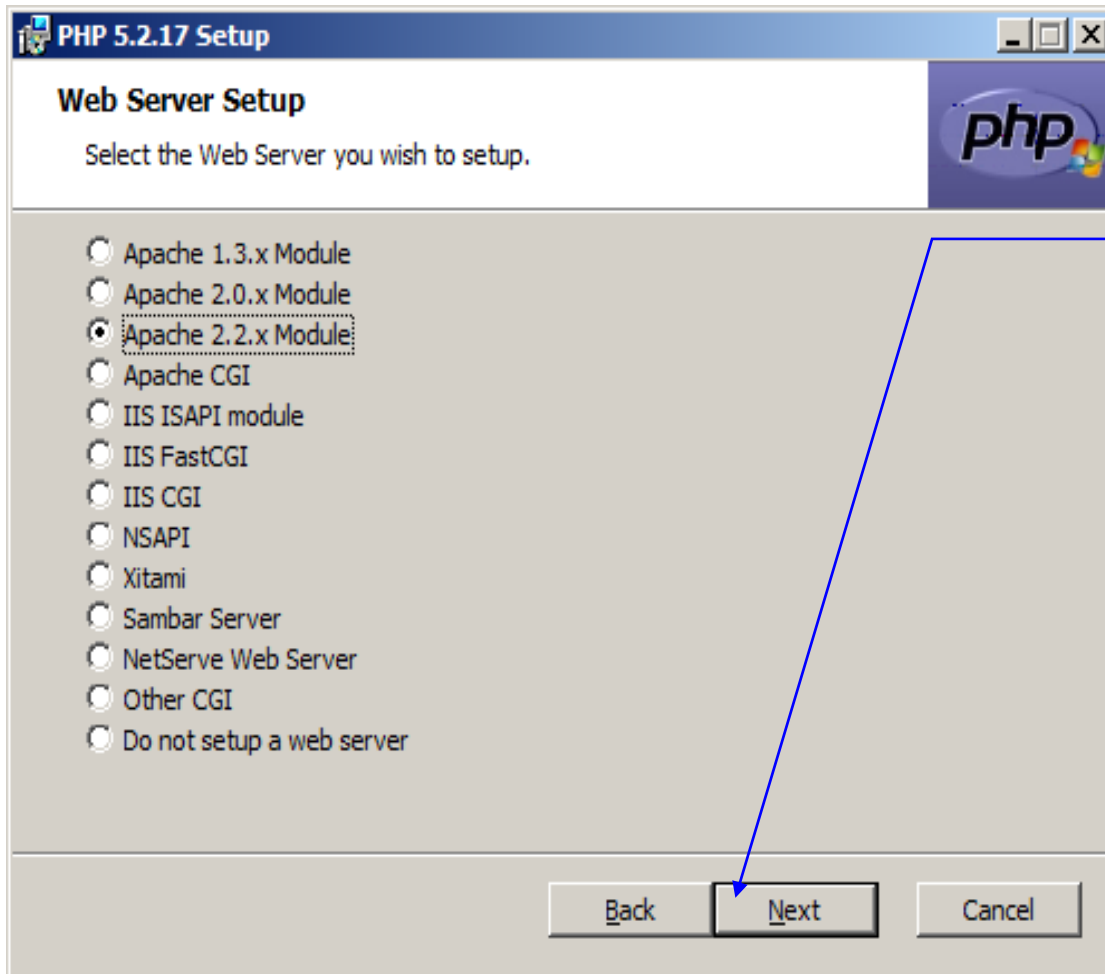 PHP 5.2.17 Setup
Web Server Setup
Select the Web Server you wish to setup.
php
Apache 1.3.x Module
Apache 2.0.x Module
Apache 2.2.x Module
Apache CGI
IIS ISAPI module
IIS FastCGI
IIS CGI
NSAPI
Xitami
Sambar Server
NetServe Web Server
Other CGI
Do not setup a web server
Back Next Cancel